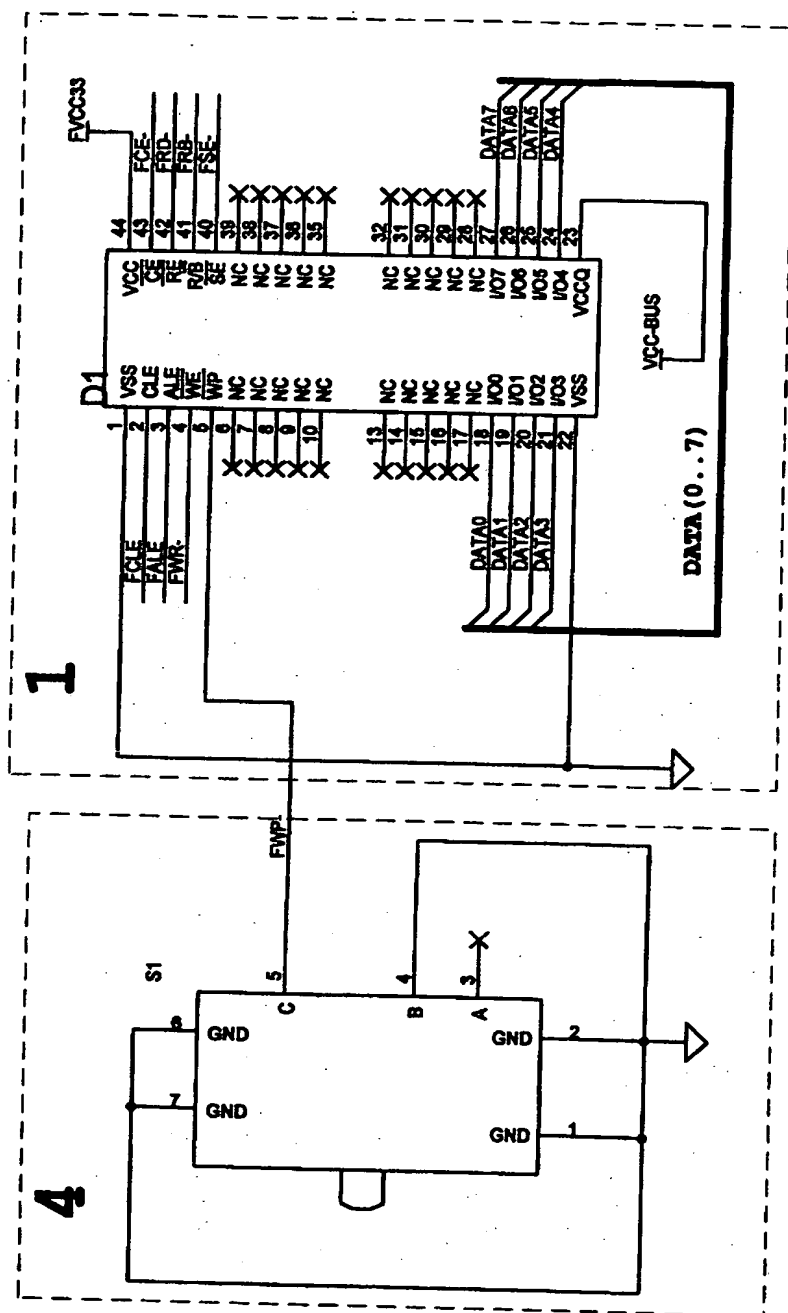 1
D1
FVCC33
1
2
3
4
5
6
7
8
9
10
13
14
15
16
17
18
19
20
21
22
VSS
CLE
ALE
WE
WP
NC
NC
NC
NC
NC
NC
NC
NC
NC
NC
I/O0
I/O1
I/O2
I/O3
VSS
VCC
CE
RE
R/B
SE
NC
NC
NC
NC
NC
NC
NC
NC
NC
NC
I/O7
I/O6
I/O5
I/O4
VCCQ
44
43
42
41
40
39
38
37
36
35
32
31
30
29
28
27
26
25
24
23
FCLE
FALE
FWR-
FCE-
FRD-
FRB-
FSE-
DATA0
DATA1
DATA2
DATA3
DATA7
DATA6
DATA5
DATA4
VCC-BUS
DATA(0..7)
FWP-
4
S1
6
GND
7
GND
5
C
4
B
3
A
GND
2
GND
1